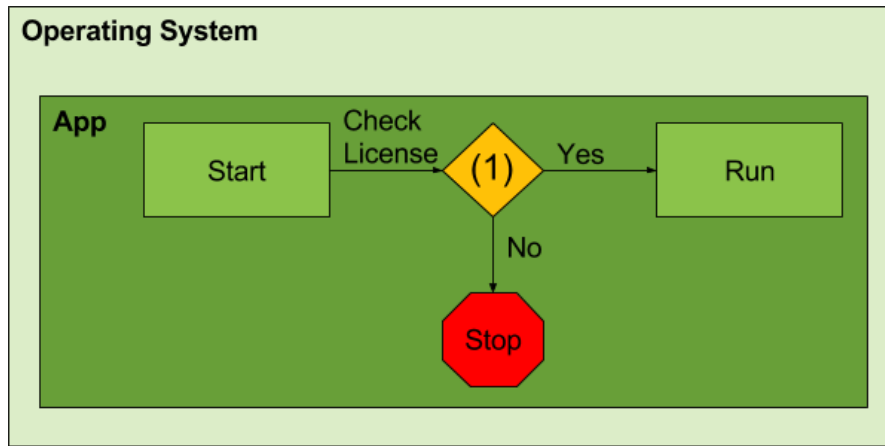 Operating System
App
Start
Check
License
(1)
Yes
Run
No
Stop